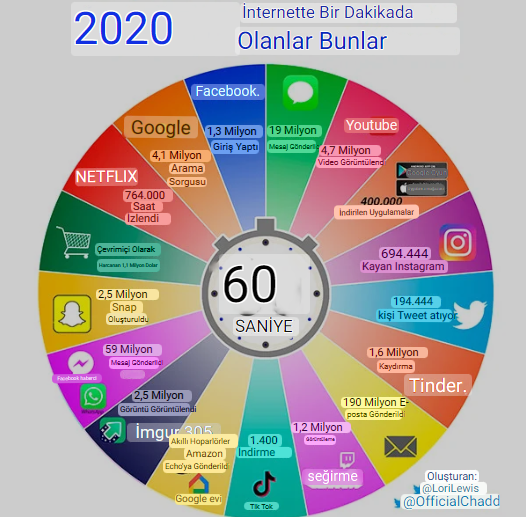 2020
İnternette Bir Dakikada
Olanlar Bunlar
Facebook.
1,3 Milyon
Giriş Yaptı
19 Milyon
Mesaj Gönderildi
Youtube
4,7 Milyon
Video Görüntülendi
400.000
İndirilen Uygulamalar
694.444
Kayan Instagram
194.444
kişi Tweet atıyor
1,6 Milyon
Kaydırma
Tinder.
190 Milyon E-
posta Gönderildi
1,2 Milyon
Görüntüleme
seğirme
1.400
İndirme
Tik Tok
Akıllı Hoparlörler
Amazon
Echo'ya Gönderildi
Google evi
2,5 Milyon
Görüntü Görüntülendi
Imgur 305
59 Milyon
Mesaj Gönderildi
WhatsApp
2,5 Milyon
Snap
Oluşturuldu
Çevrimiçi Olarak
Harcanan 1,1 Milyon Dolar
NETFLIX
764.000
Saat
İzlendi
Google
4,1 Milyon
Arama
Sorgusu
60
SANİYE
Oluşturan:
@LoriLewis
@OfficialChadd